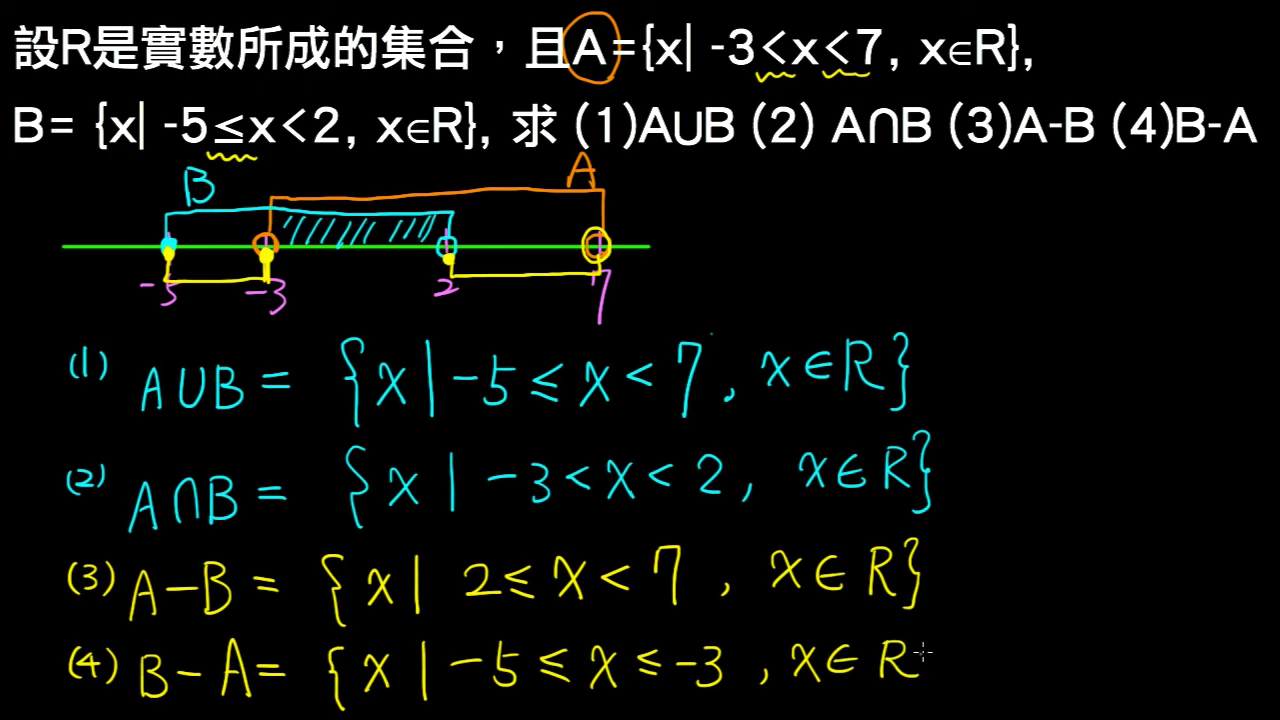 設R是實數所成的集合，且A={x| -3<x<7, x∈R},
B= {x| -5≤x<2, x∈R}, 求 (1)A∪B (2) A∩B (3)A-B (4)B-A
B A
-5 -3 2 7
(1) A∪B = {x|-5≤x<7, x∈R}
(2) A∩B = {x| -3<x<2, x∈R}
(3) A-B = {x| 2≤x<7, x∈R}
(4) B-A= {x| -5≤x≤-3, x∈R